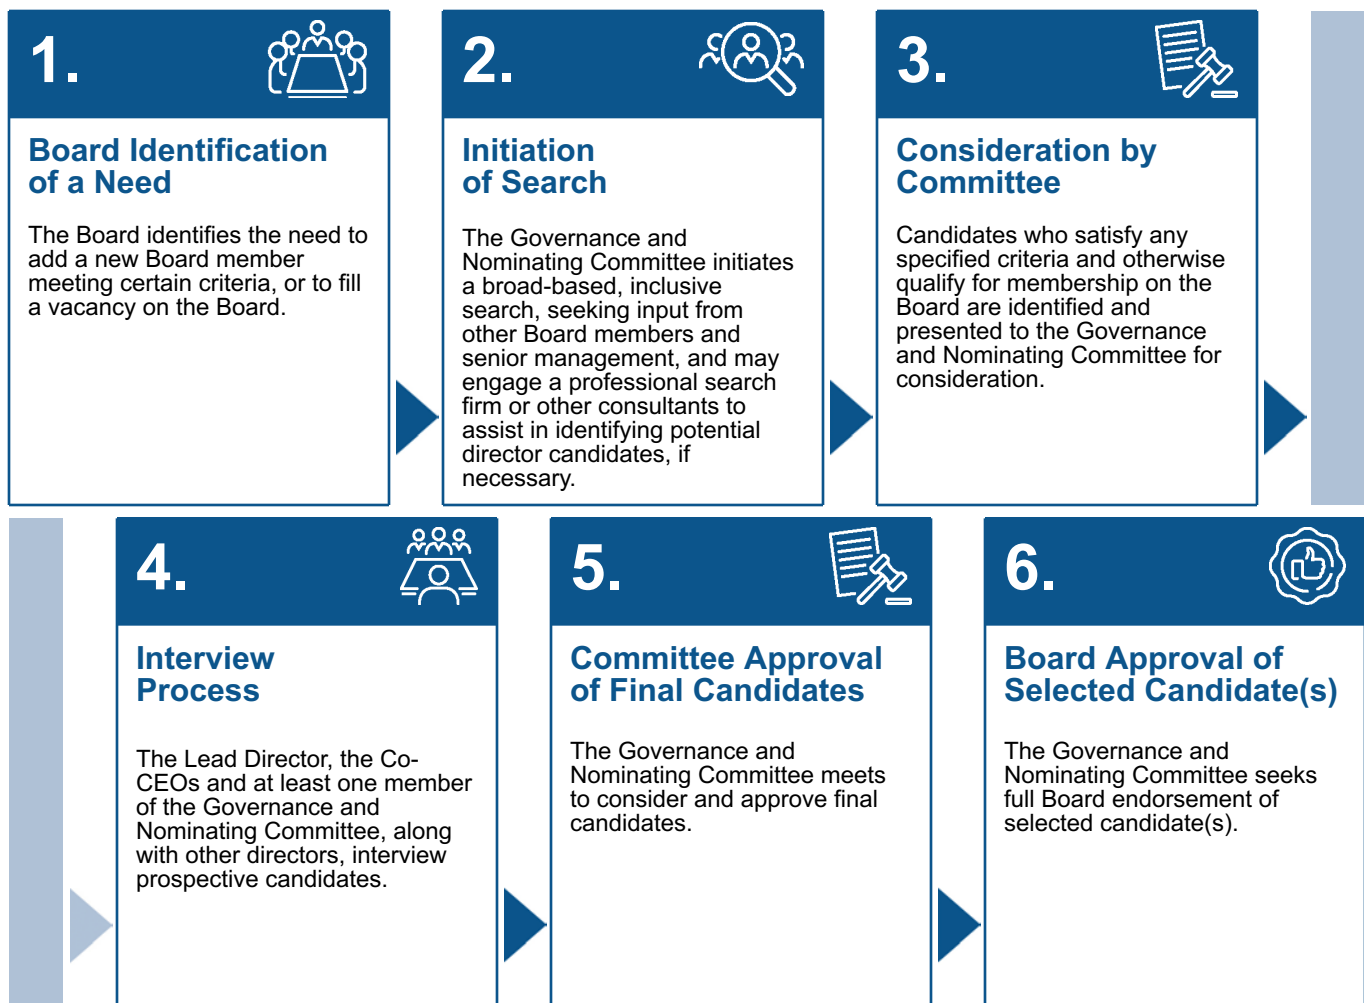 1.
Board Identification
of a Need
The Board identifies the need to
add a new Board member
meeting certain criteria, or to fill
a vacancy on the Board.
2.
Initiation
of Search
The Governance and
Nominating Committee initiates
a broad-based, inclusive
search, seeking input from
other Board members and
senior management, and may
engage a professional search
firm or other consultants to
assist in identifying potential
director candidates, if
necessary.
3.
Consideration by
Committee
Candidates who satisfy any
specified criteria and otherwise
qualify for membership on the
Board are identified and
presented to the Governance
and Nominating Committee for
consideration.
4.
Interview
Process
The Lead Director, the Co-
CEOs and at least one member
of the Governance and
Nominating Committee, along
with other directors, interview
prospective candidates.
5.
Committee Approval
of Final Candidates
The Governance and
Nominating Committee meets
to consider and approve final
candidates.
6.
Board Approval of
Selected Candidate(s)
The Governance and
Nominating Committee seeks
full Board endorsement of
selected candidate(s).